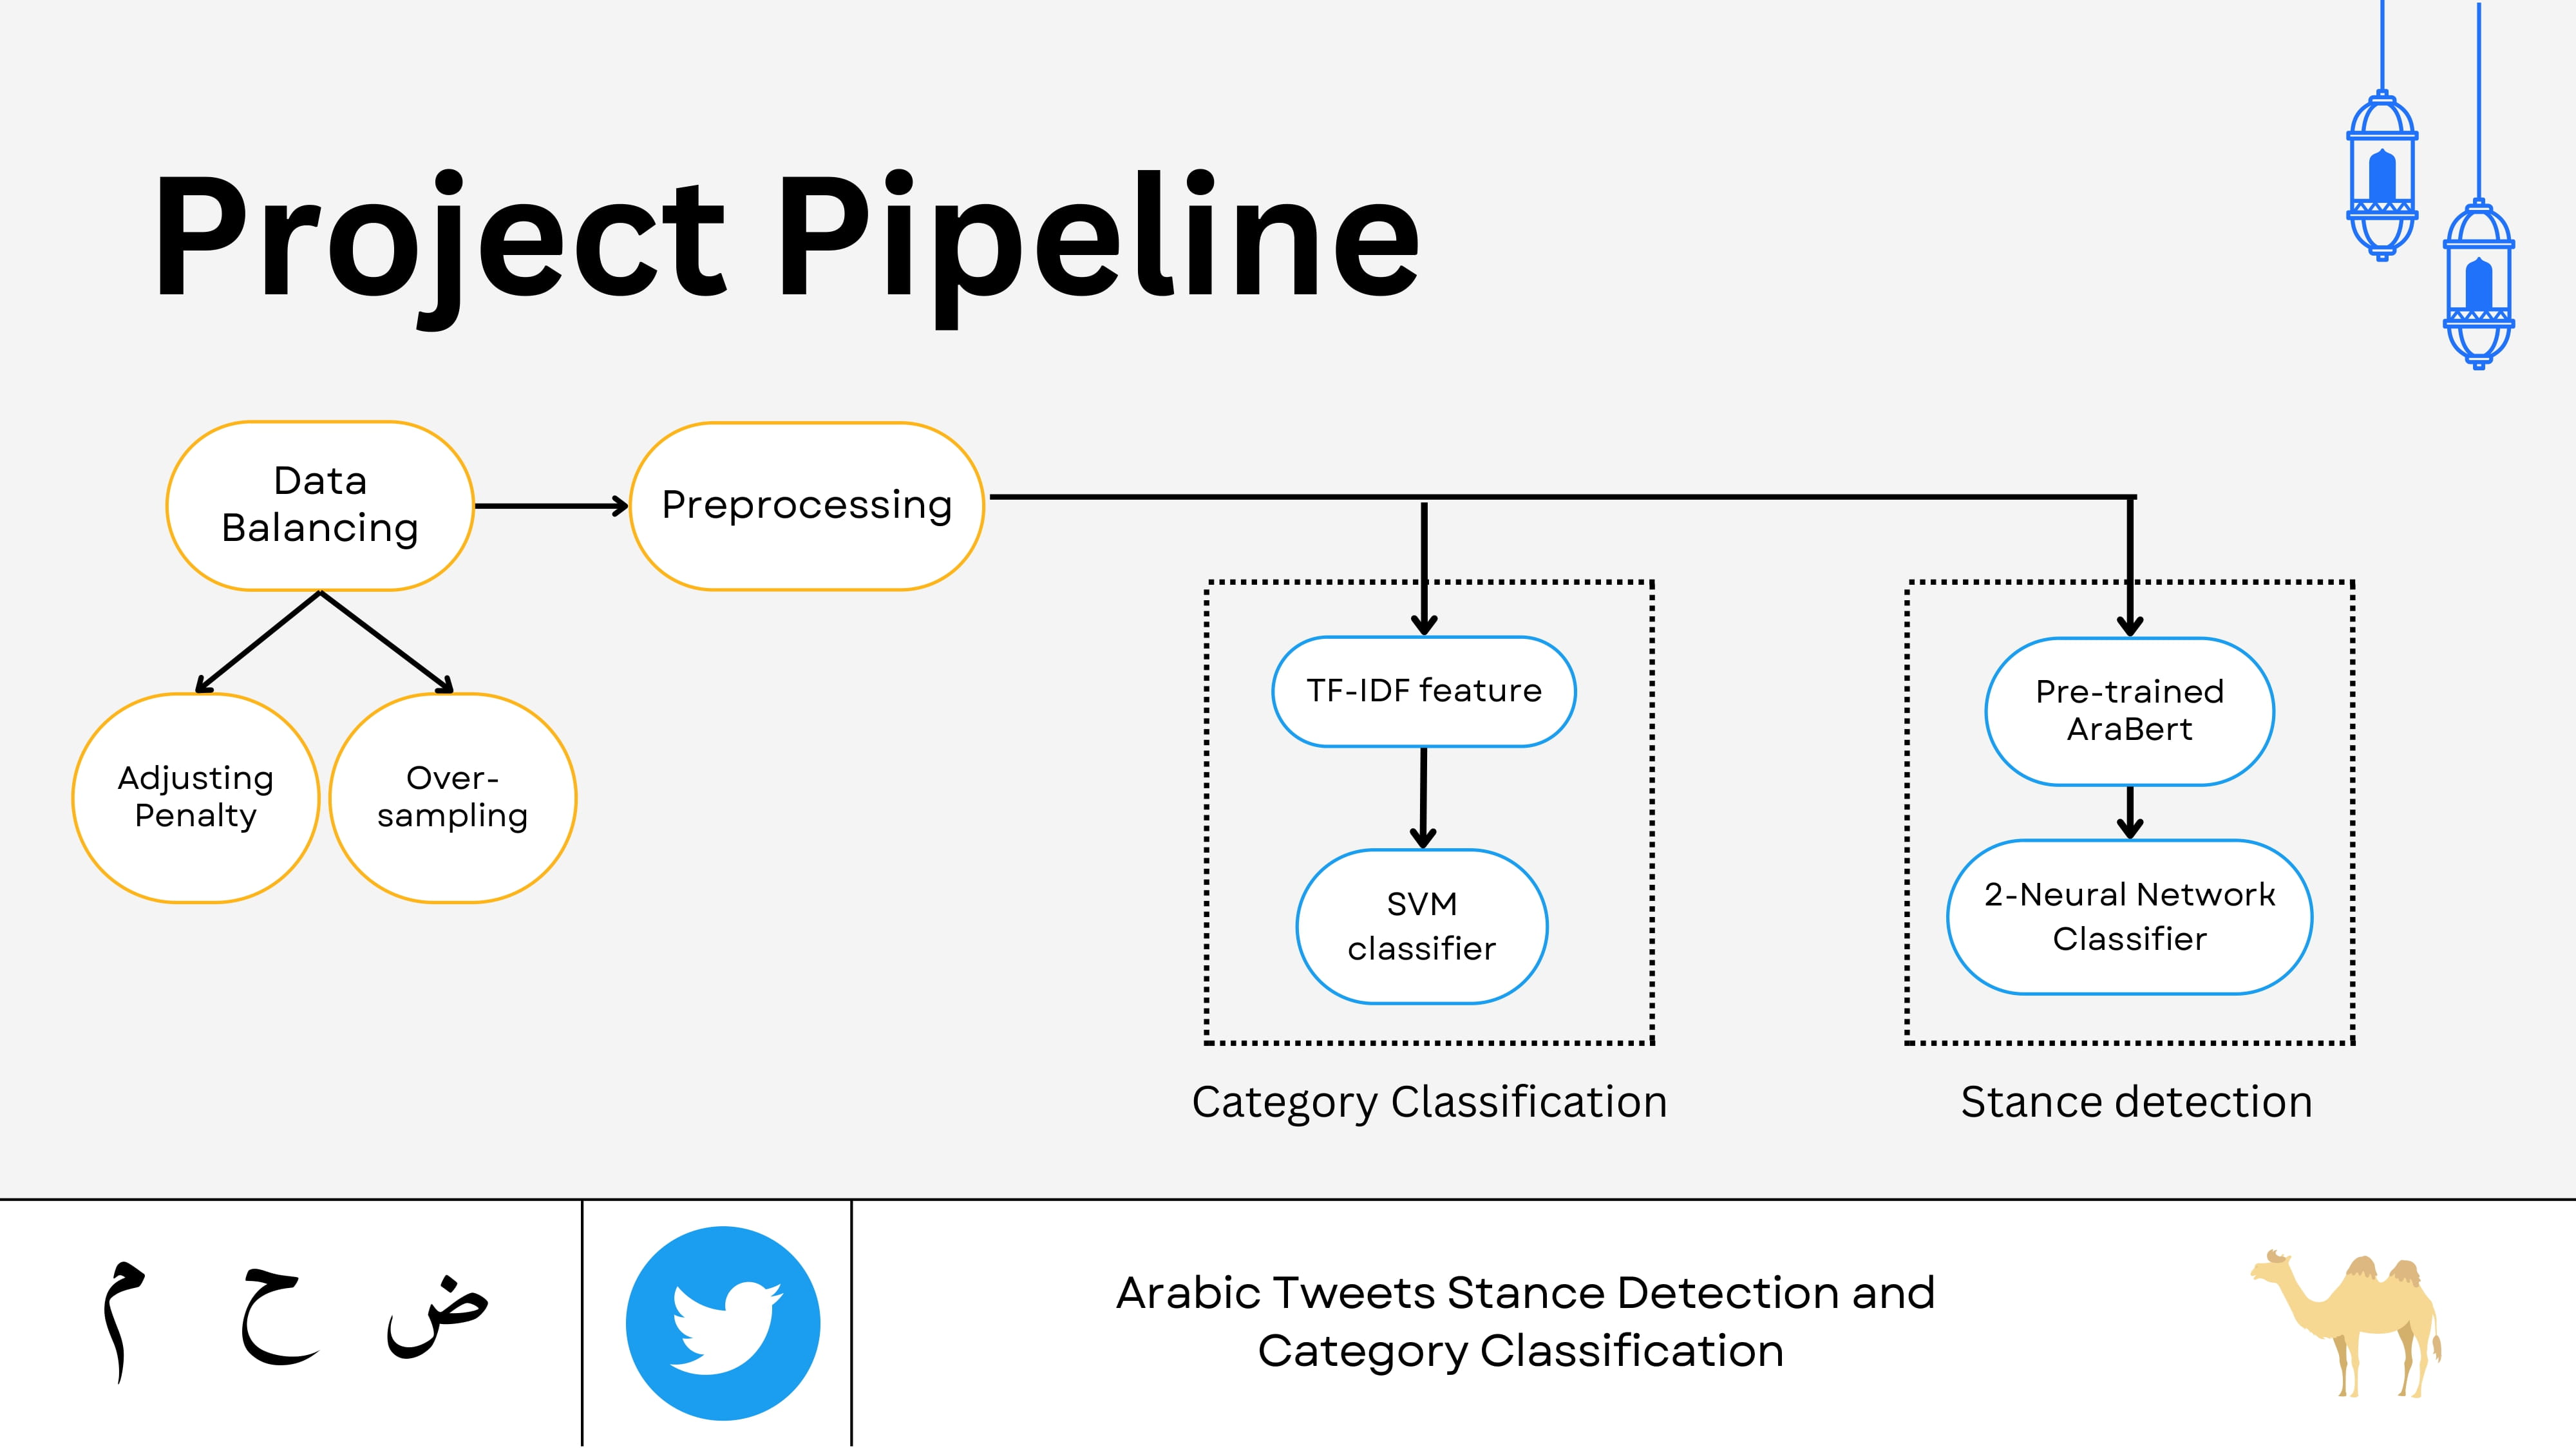 Project Pipeline
Data
Balancing
Preprocessing
Adjusting
Penalty
Over-
sampling
TF-IDF feature
SVM
classifier
Category Classification
Pre-trained
AraBert
2-Neural Network
Classifier
Stance detection
ض ح م
Arabic Tweets Stance Detection and
Category Classification